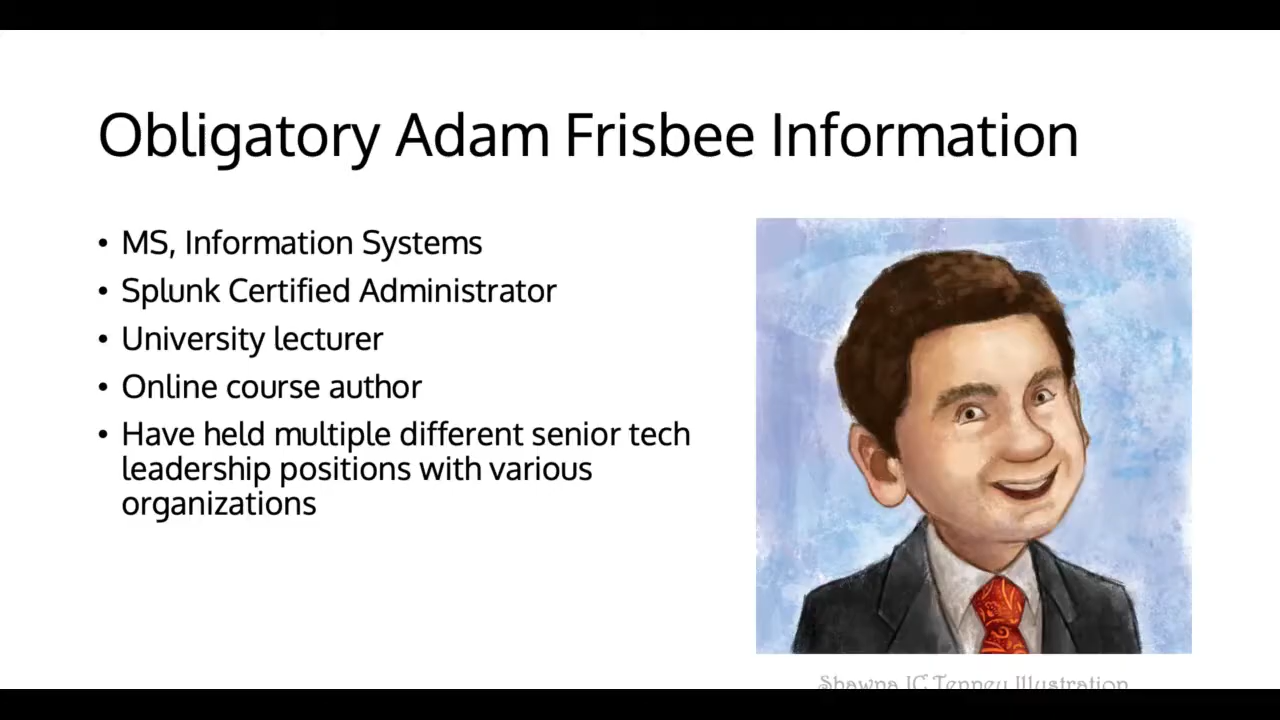 Obligatory Adam Frisbee Information
• MS, Information Systems
• Splunk Certified Administrator
• University lecturer
• Online course author
• Have held multiple different senior tech
leadership positions with various
organizations
Shawna JC Tenney Illustration